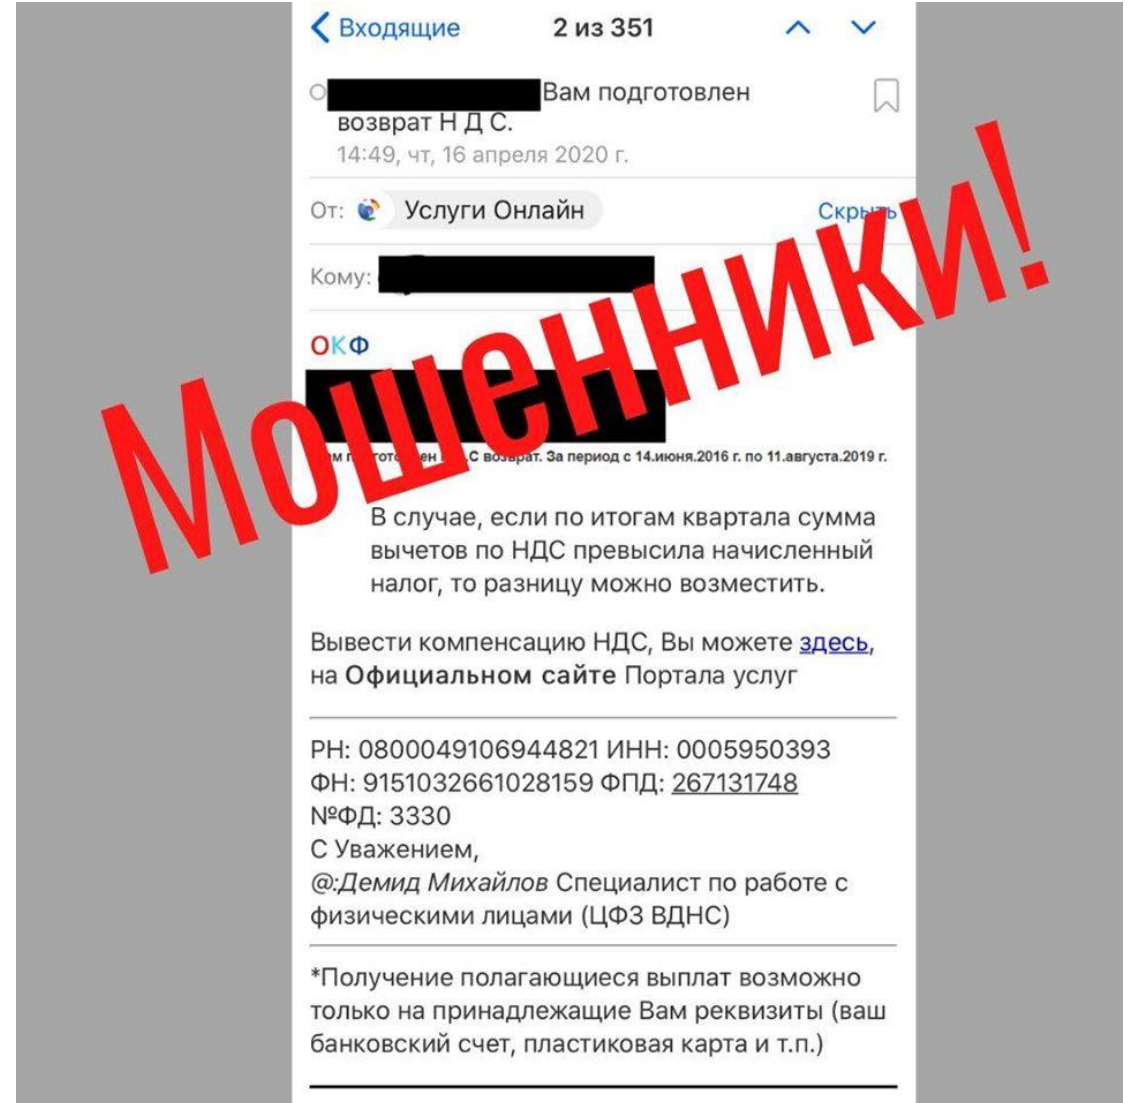 Входящие 2 из 351
Вам подготовлен
возврат Н Д С.
14:49, чт, 16 апреля 2020 г.
От: Услуги Онлайн Скрыть
Кому:
ОКФ
С возврат. За период с 14.июня.2016 г. по 11.августа.2019 г.
Мошенники!
В случае, если по итогам квартала сумма
вычетов по НДС превысила начисленный
налог, то разницу можно возместить.
Вывести компенсацию НДС, Вы можете здесь,
на Официальном сайте Портала услуг
РН: 0800049106944821 ИНН: 0005950393
ФН: 9151032661028159 ФПД: 267131748
№ФД: 3330
С Уважением,
@:Демид Михайлов Специалист по работе с
физическими лицами (ЦФЗ ВДНС)
*Получение полагающиеся выплат возможно
только на принадлежащие Вам реквизиты (ваш
банковский счет, пластиковая карта и т.п.)